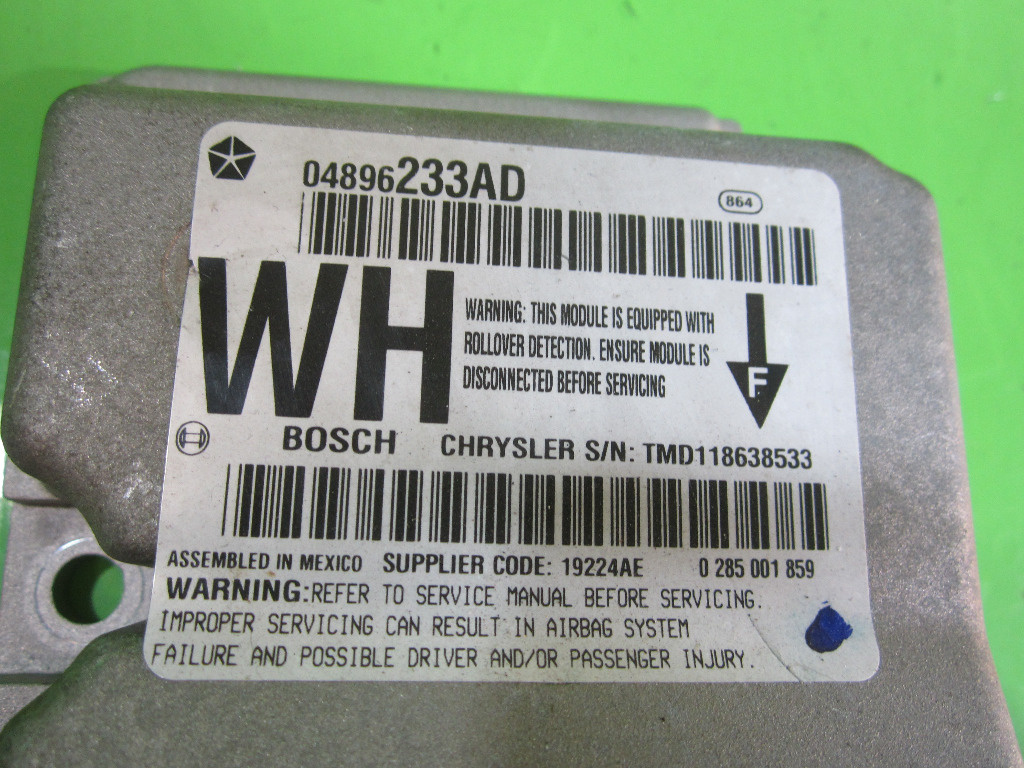 04896233AD
864
WH
WARNING: THIS MODULE IS EQUIPPED WITH
ROLLOVER DETECTION. ENSURE MODULE IS
DISCONNECTED BEFORE SERVICING
F
BOSCH CHRYSLER S/N: TMD118638533
ASSEMBLED IN MEXICO SUPPLIER CODE: 19224AE 0 285 001 859
WARNING:REFER TO SERVICE MANUAL BEFORE SERVICING.
IMPROPER SERVICING CAN RESULT IN AIRBAG SYSTEM
FAILURE AND POSSIBLE DRIVER AND/OR PASSENGER INJURY.